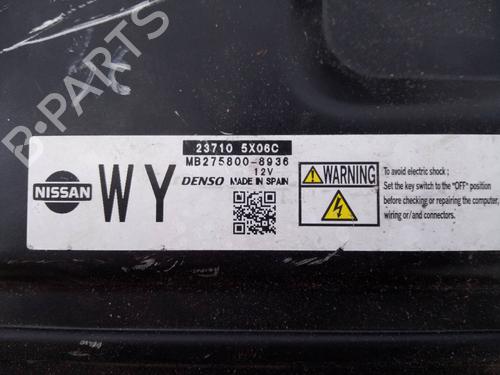 B-PARTS
NISSAN
WY
23710 5X06C
MB275800-8936
12V
DENSO MADE IN SPAIN
WARNING
To avoid electric shock ;
Set the key switch to the "OFF" position
before checking or repairing the computer,
wiring or/and connectors.